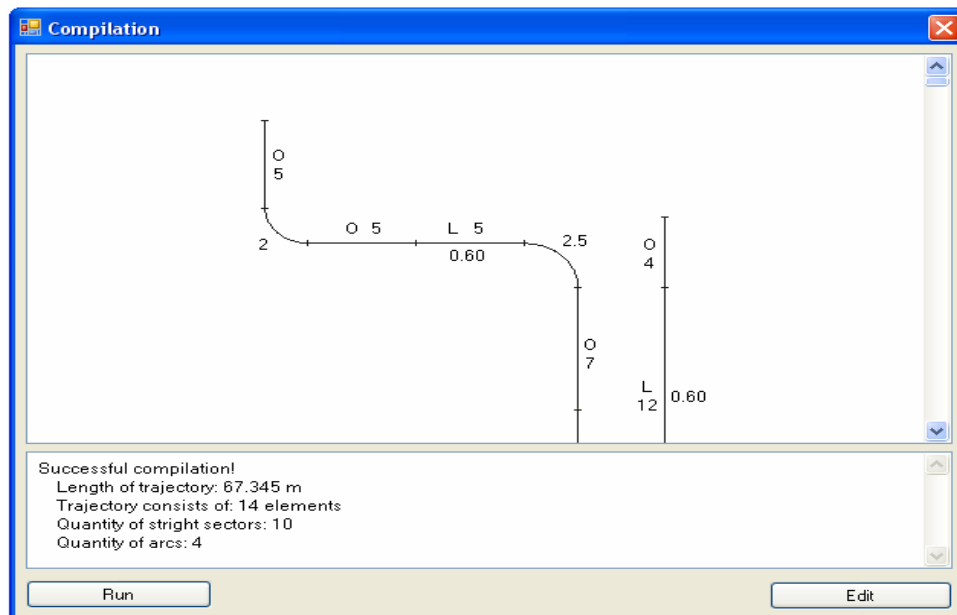 Compilation
O
5
2
O 5
L 5
0.60
2.5
O
4
O
7
L
12
0.60
Successful compilation!
Length of trajectory: 67.345 m
Trajectory consists of: 14 elements
Quantity of stright sectors: 10
Quantity of arcs: 4
Run
Edit